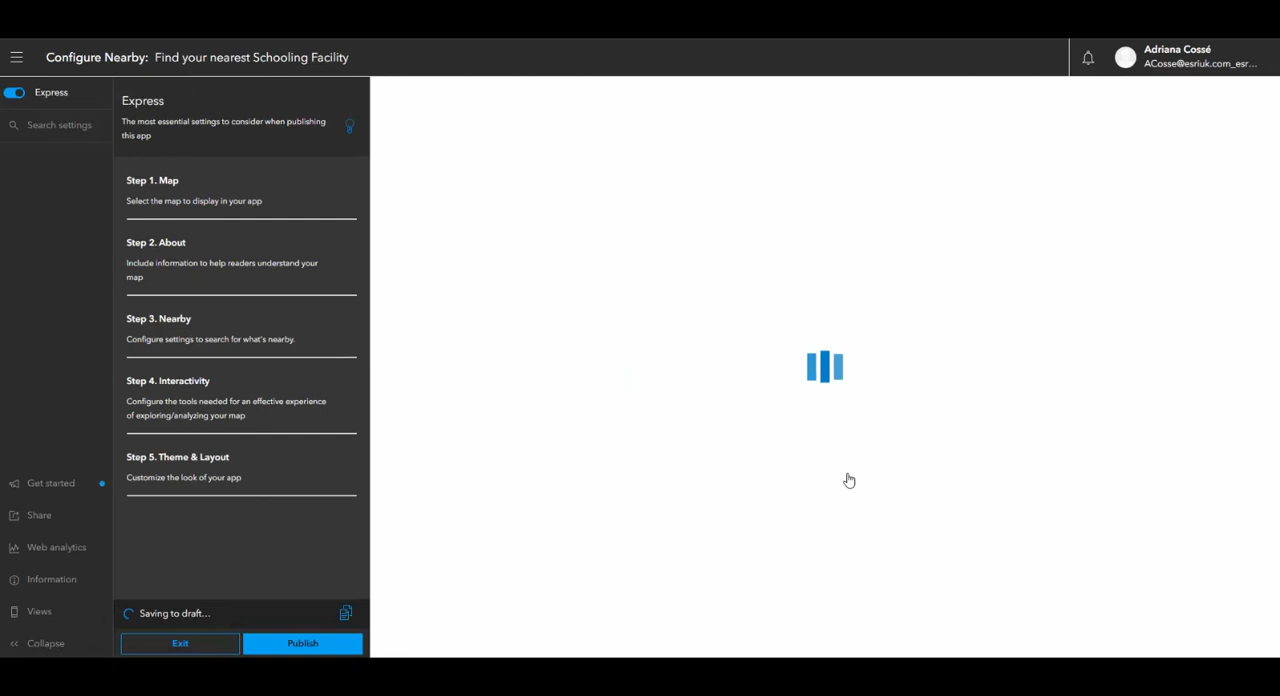 Configure Nearby: Find your nearest Schooling Facility
Adriana Cossé
ACosse@esriuk.com_esr...
Express
Search settings
Express
The most essential settings to consider when publishing
this app
Step 1. Map
Select the map to display in your app
Step 2. About
Include information to help readers understand your
map
Step 3. Nearby
Configure settings to search for what's nearby.
Step 4. Interactivity
Configure the tools needed for an effective experience
of exploring/analyzing your map
Step 5. Theme & Layout
Customize the look of your app
Get started
Share
Web analytics
Information
Views
Collapse
Saving to draft...
Exit
Publish